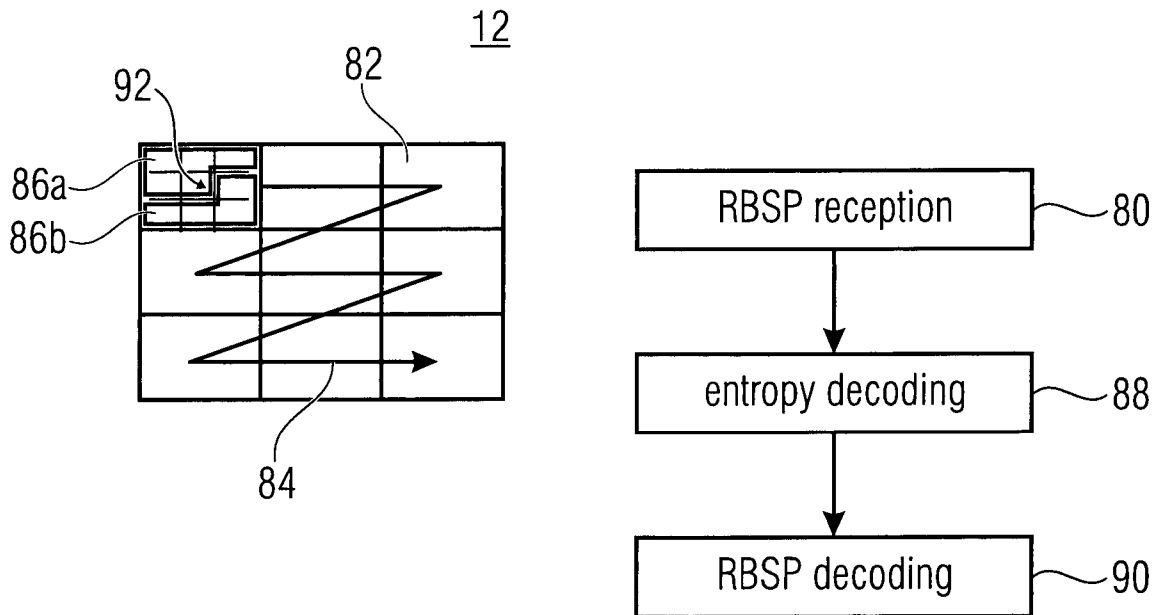 12
82
92
86a
86b
84
RBSP reception
80
entropy decoding
88
RBSP decoding
90